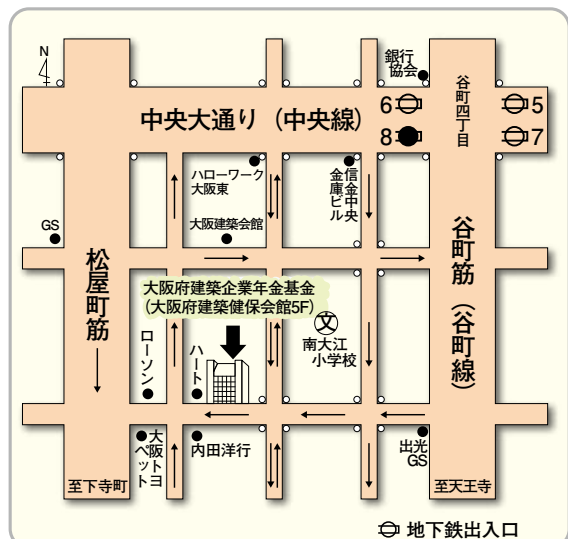 N
銀行
協会
谷町四丁目
中央大通り（中央線）
6
5
8
7
ハローワーク
大阪東
信金中央
金庫ビル
大阪建築会館
GS
松屋町筋
谷町筋（谷町線）
大阪府建築企業年金基金
（大阪府建築健保会館5F）
文
南大江
小学校
ローソン
ハート
大阪トヨ
ペット
内田洋行
出光
GS
至下寺町
至天王寺
地下鉄出入口